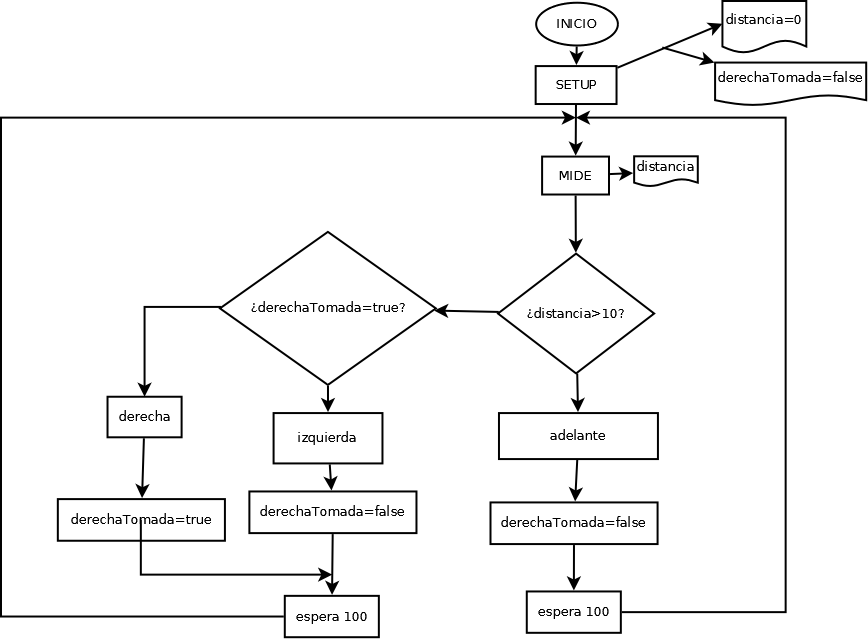 INICIO
distancia=0
SETUP
derechaTomada=false
MIDE
distancia
¿derechaTomada=true?
¿distancia>10?
derecha
izquierda
adelante
derechaTomada=true
derechaTomada=false
derechaTomada=false
espera 100
espera 100